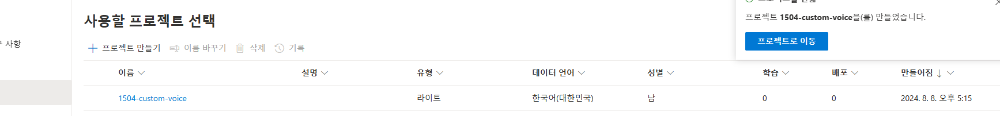 사용할 프로젝트 선택
프로젝트 1504-custom-voice을(를) 만들었습니다.
사항
프로젝트로 이동
프로젝트 만들기 이름 바꾸기 삭제 기록
이름 설명 유형 데이터 언어 성별 학습 배포 만들어짐 ↓
1504-custom-voice 라이트 한국어(대한민국) 남 0 0 2024. 8. 8. 오후 5:15